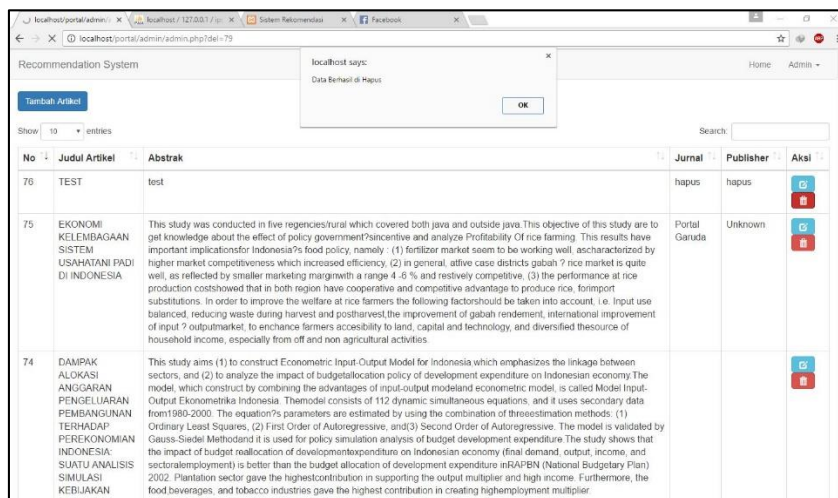 localhost/portal/admin/
localhost / 127.0.0.1 / ip
Sistem Rekomendasi
Facebook
localhost/portal/admin/admin.php?del=79
Recommendation System
Home Admin
localhost says:
Data Berhasil di Hapus
OK
Tambah Artikel
Show 10 entries
Search:
No Judul Artikel Abstrak Jurnal Publisher Aksi
76 TEST test hapus hapus
75
EKONOMI
KELEMBAGAAN
SISTEM
USAHATANI PADI
DI INDONESIA
This study was conducted in five regencies/rural which covered both java and outside java.This objective of this study are to
get knowledge about the effect of policy government?sincentive and analyze Profitability Of rice farming. This results have
important implicationsfor Indonesia?s food policy, namely : (1) fertilizer market seem to be working well, ascharacterized by
higher market competitiveness which increased efficiency, (2) in general, atfive case districts gabah ? rice market is quite
well, as reflected by smaller marketing marginwith a range 4 -6 % and restively competitive, (3) the performance at rice
production costshowed that in both region have cooperative and competitive advantage to produce rice, forimport
substitutions. In order to improve the welfare at rice farmers the following factorshould be taken into account, i.e. Input use
balanced, reducing waste during harvest and postharvest,the improvement of gabah rendement, international improvement
of input ? outputmarket, to enchance farmers accesibility to land, capital and technology, and diversified thesource of
household income, especially from off and non agricultural activities.
Portal
Garuda
Unknown
74
DAMPAK
ALOKASI
ANGGARAN
PENGELUARAN
PEMBANGUNAN
TERHADAP
PEREKONOMIAN
INDONESIA:
SUATU ANALISIS
SIMULASI
KEBIJAKAN
This study aims (1) to construct Econometric Input-Output Model for Indonesia which emphasizes the linkage between
sectors, and (2) to analyze the impact of budgetallocation policy of development expenditure on Indonesian economy.The
model, which construct by combining the advantages of input-output modeland econometric model, is called Model Input-
Output Ekonometrika Indonesia. Themodel consists of 112 dynamic simultaneous equations, and it uses secondary data
from1980-2000. The equation?s parameters are estimated by using the combination of threeestimation methods: (1)
Ordinary Least Squares, (2) First Order of Autoregressive, and(3) Second Order of Autoregressive. The model is validated by
Gauss-Siedel Methodand it is used for policy simulation analysis of budget development expenditure.The study shows that
the impact of budget reallocation of developmentexpenditure on Indonesian economy (final demand, output, income, and
sectoralemployment) is better than the budget allocation of development expenditure inRAPBN (National Budgetary Plan)
2002. Plantation sector gave the highestcontribution in supporting the output multiplier and high income. Furthermore, the
food,beverages, and tobacco industries gave the highest contribution in creating highemployment multiplier.